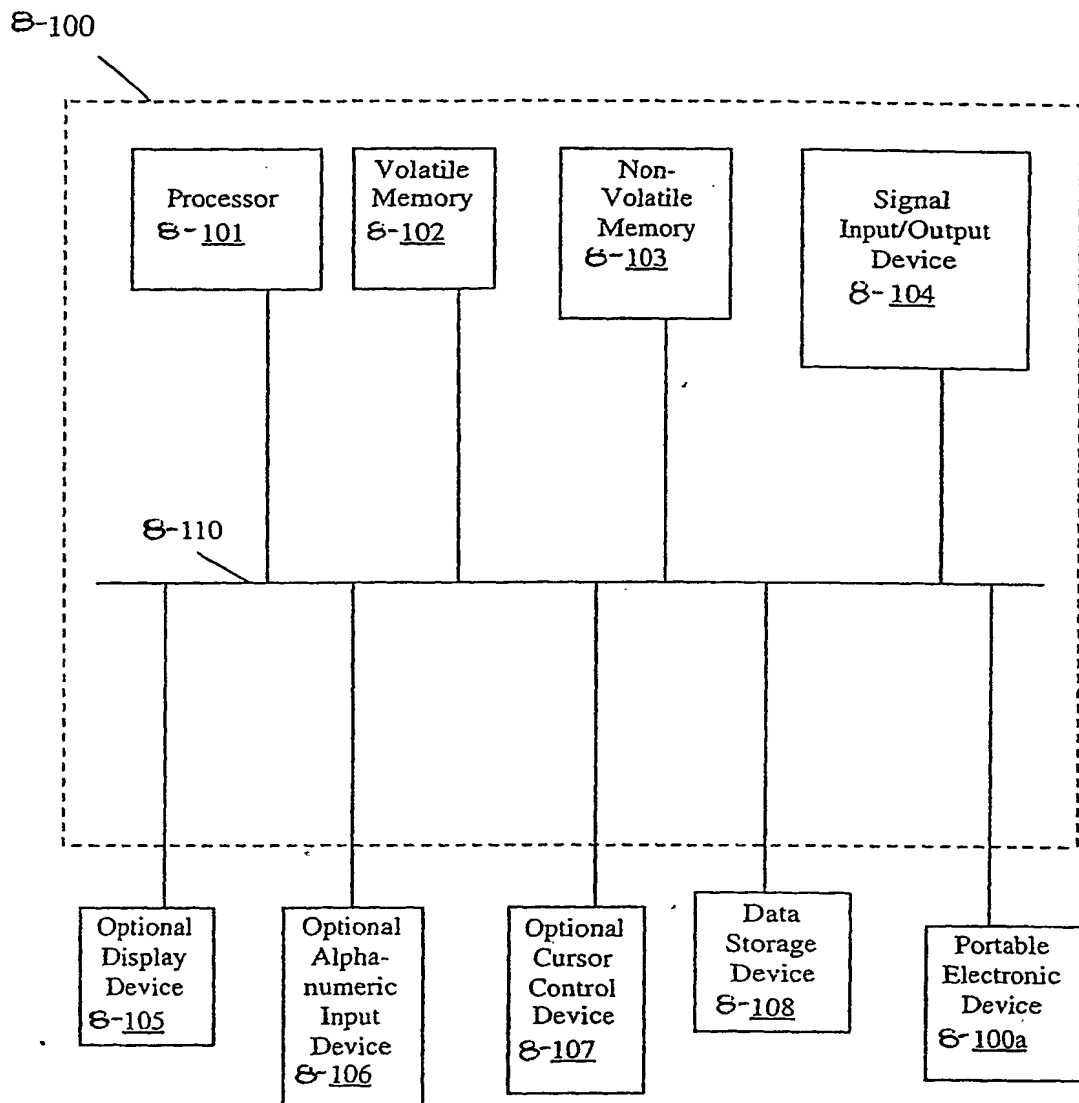 8-100
Processor
8-101
Volatile
Memory
8-102
Non-
Volatile
Memory
8-103
Signal
Input/Output
Device
8-104
8-110
Optional
Display
Device
8-105
Optional
Alpha-
numeric
Input
Device
8-106
Optional
Cursor
Control
Device
8-107
Data
Storage
Device
8-108
Portable
Electronic
Device
8-100a